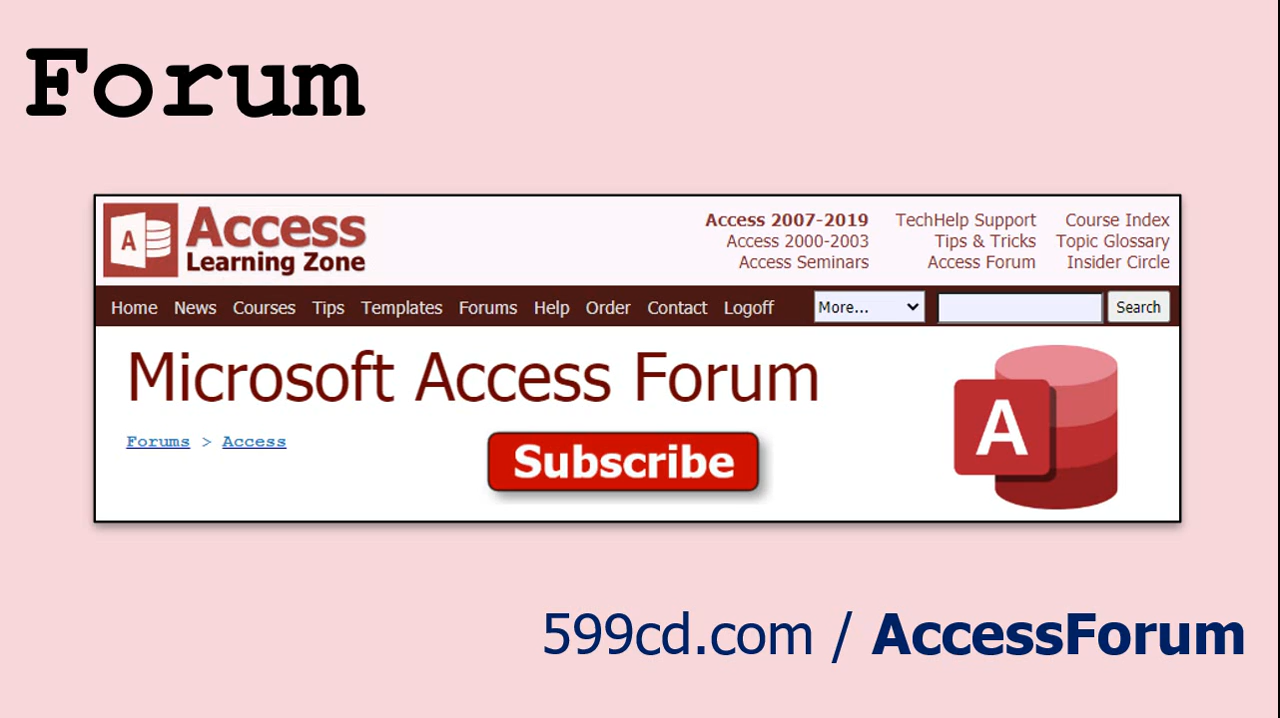 Forum
Access
Learning Zone
Access 2007-2019 TechHelp Support Course Index
Access 2000-2003 Tips & Tricks Topic Glossary
Access Seminars Access Forum Insider Circle
Home News Courses Tips Templates Forums Help Order Contact Logoff More... Search
Microsoft Access Forum
Forums > Access
Subscribe
A
A
599cd.com / AccessForum